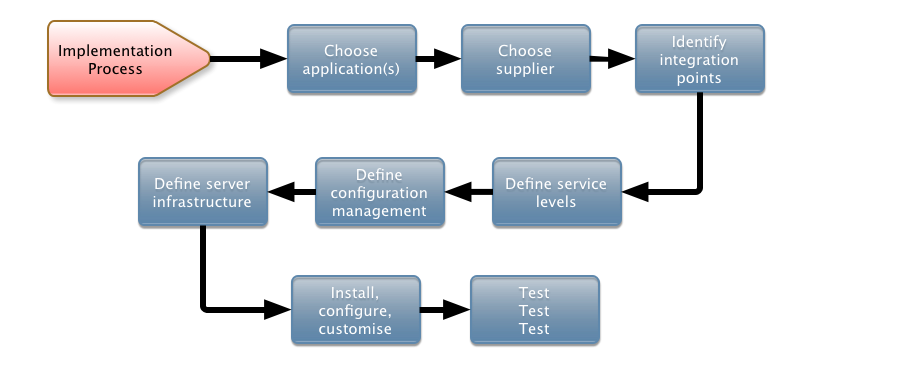 Implementation
Process
Choose
application(s)
Choose
supplier
Identify
integration
points
Define service
levels
Define
configuration
management
Define server
infrastructure
Install,
configure,
customise
Test
Test
Test